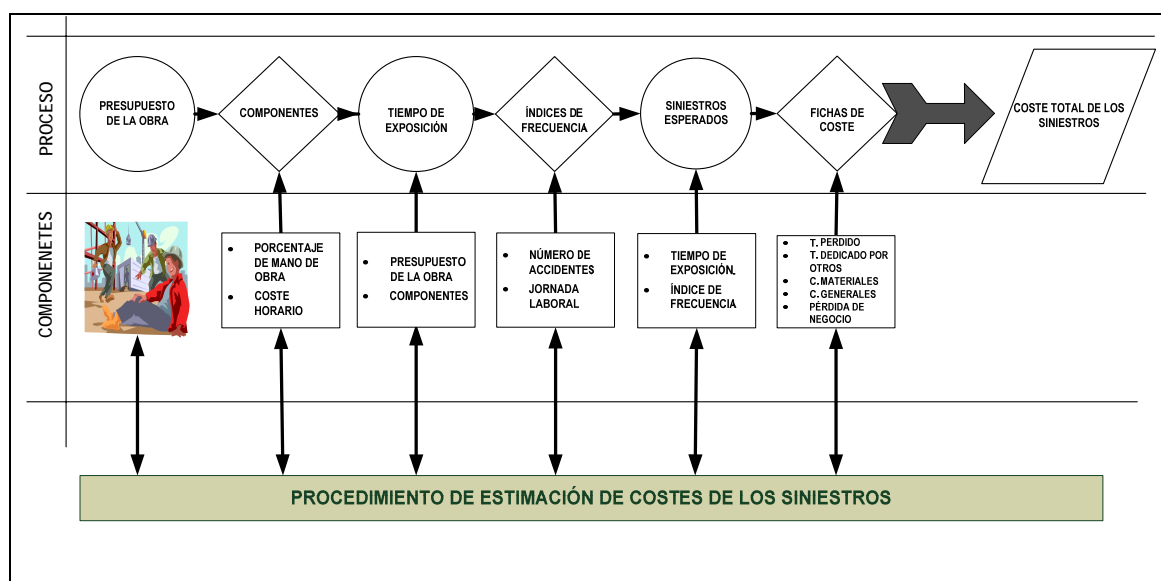 PROCESO
PRESUPUESTO
DE LA OBRA
COMPONENTES
TIEMPO DE
EXPOSICIÓN
ÍNDICES DE
FRECUENCIA
SINIESTROS
ESPERADOS
FICHAS DE
COSTE
COSTE TOTAL DE LOS
SINIESTROS
COMPONENETES
• PORCENTAJE
DE MANO DE
OBRA
• COSTE
HORARIO
• PRESUPUESTO
DE LA OBRA
• COMPONENTES
• NÚMERO DE
ACCIDENTES
• JORNADA
LABORAL
• TIEMPO DE
EXPOSICIÓN.
• ÍNDICE DE
FRECUENCIA
• T. PERDIDO
• T. DEDICADO POR
OTROS
• C. MATERIALES
• C. GENERALES
• PÉRDIDA DE
NEGOCIO
PROCEDIMIENTO DE ESTIMACIÓN DE COSTES DE LOS SINIESTROS